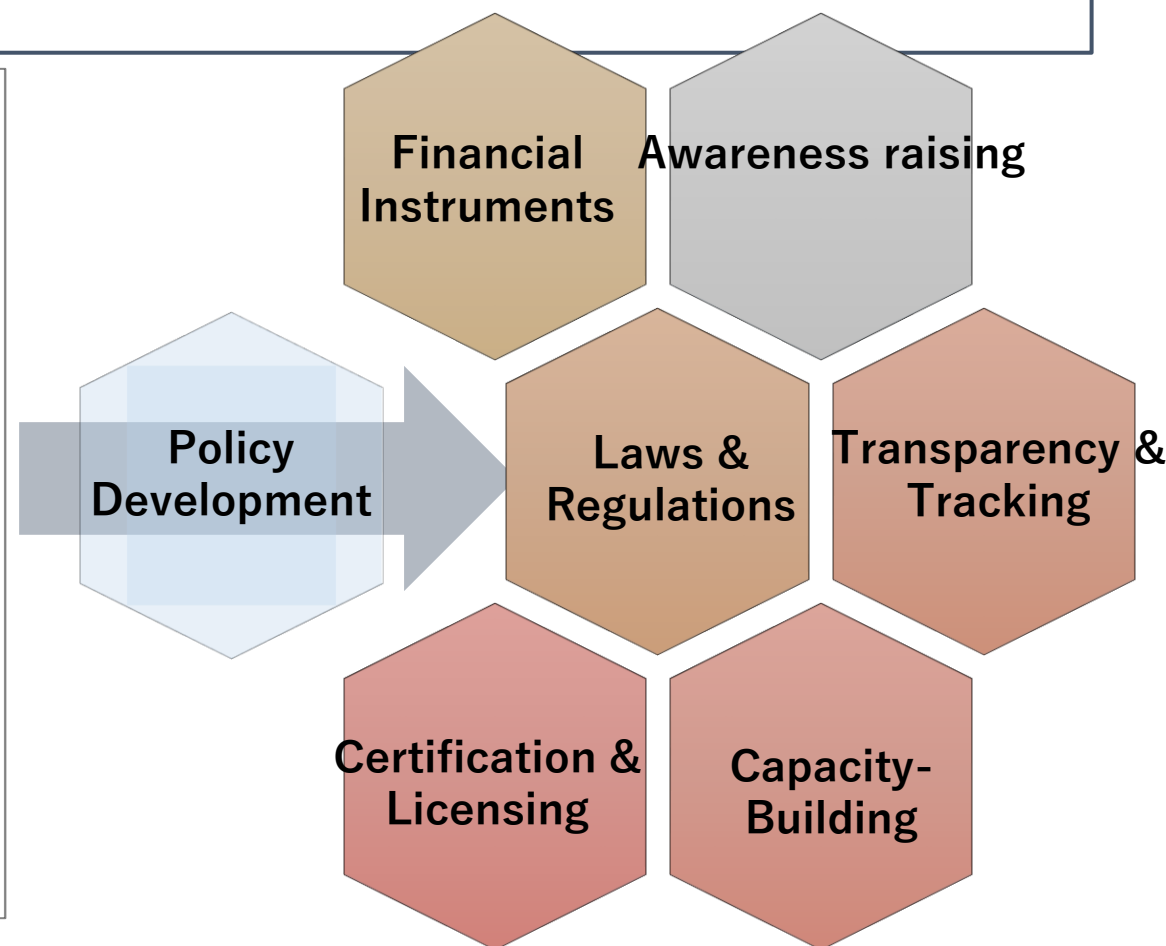 Financial
Instruments
Awareness raising
Policy
Development
Laws &
Regulations
Transparency &
Tracking
Certification &
Licensing
Capacity-
Building